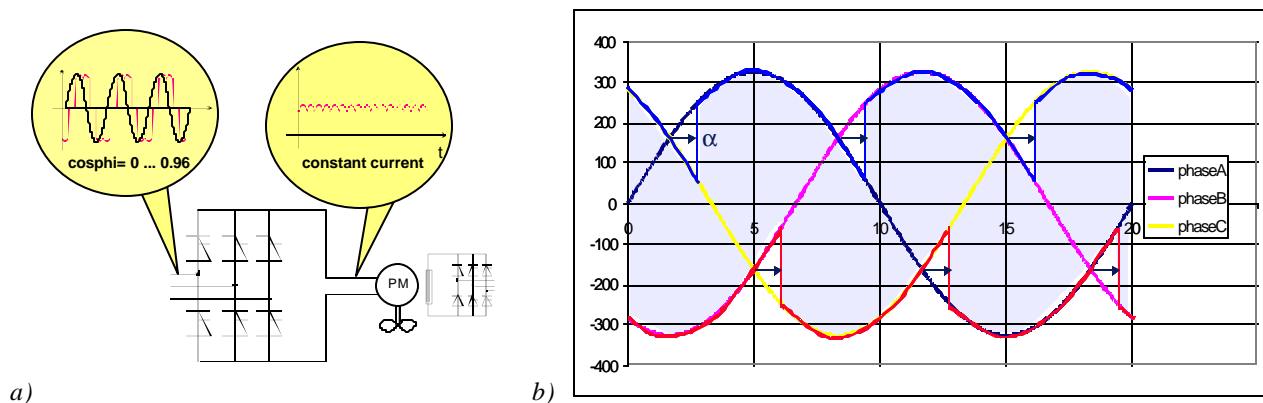 cosphi= 0 ... 0.96
constant current
t
PM
a)
b)
400
300
200
100
0
-100
-200
-300
-400
0
5
10
15
20
α
phaseA
phaseB
phaseC